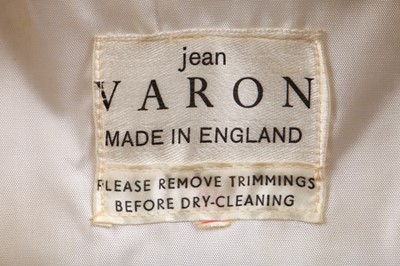 jean
VARON
MADE IN ENGLAND
PLEASE REMOVE TRIMMINGS
BEFORE DRY-CLEANING